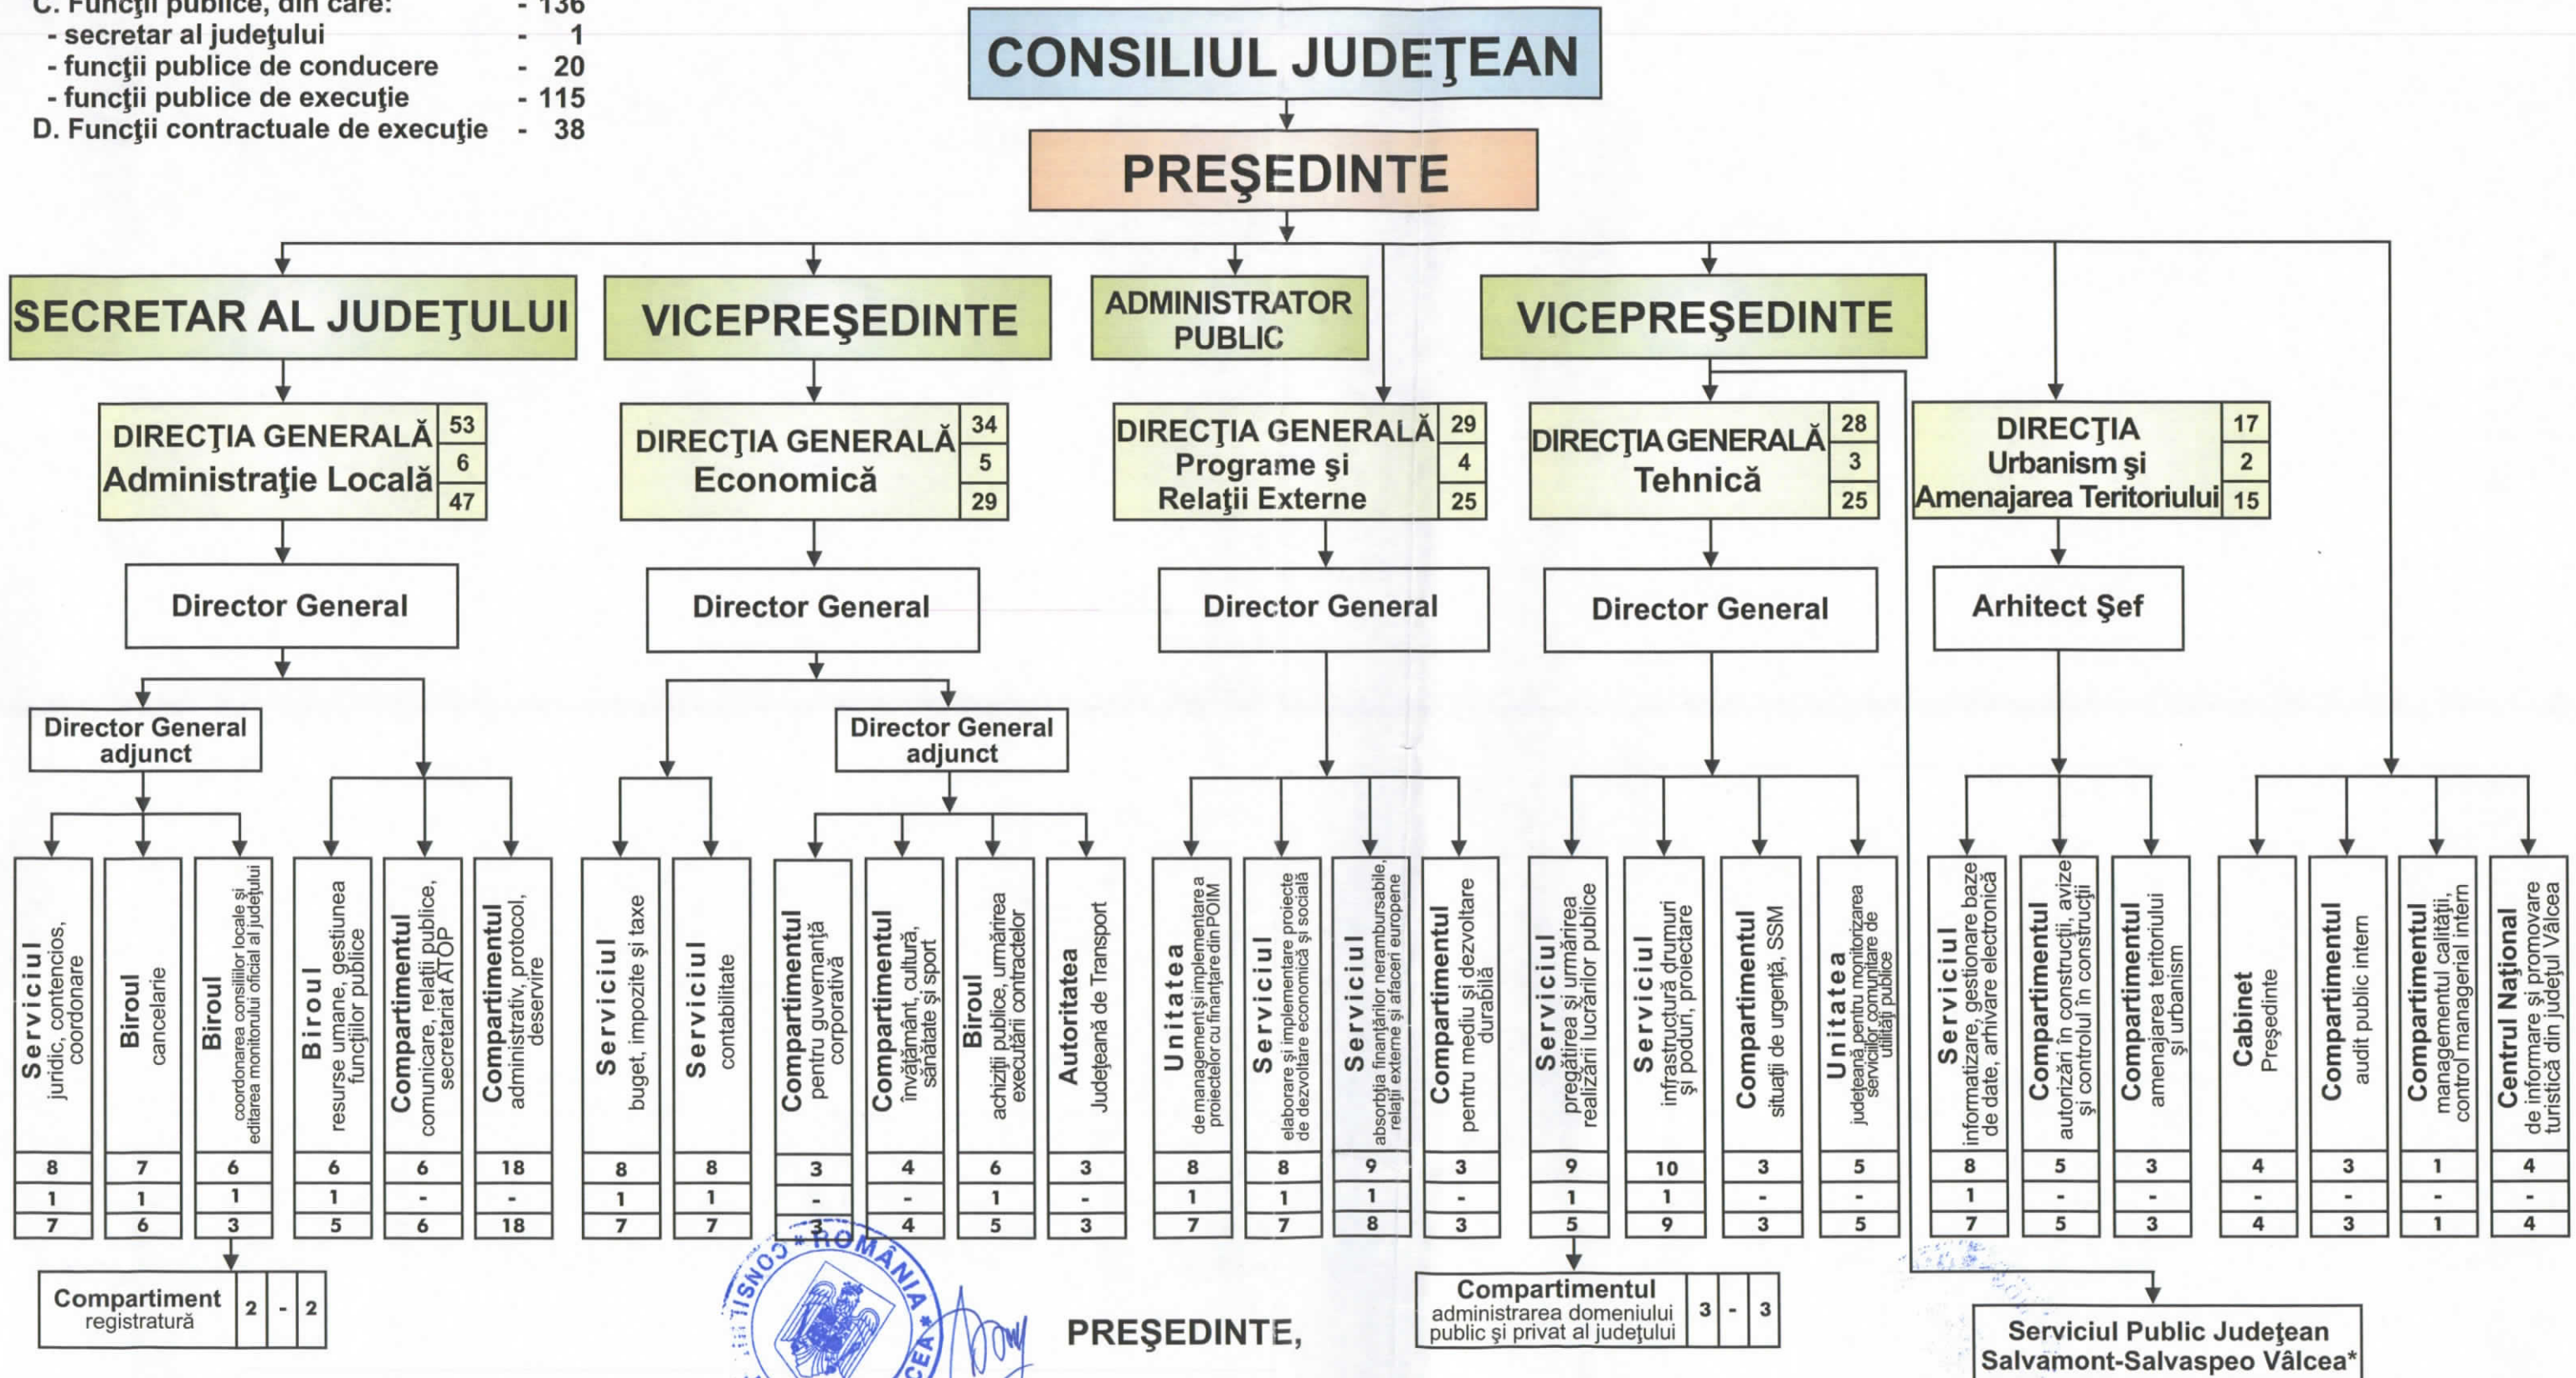 C. Funcţii publice, din care: - 136
- secretar al judeţului - 1
- funcţii publice de conducere - 20
- funcţii publice de execuţie - 115
D. Funcţii contractuale de execuţie - 38
CONSILIUL JUDEŢEAN
PREŞEDINTE
SECRETAR AL JUDEŢULUI
VICEPREŞEDINTE
ADMINISTRATOR
PUBLIC
VICEPREŞEDINTE
DIRECŢIA GENERALĂ
Administraţie Locală
53
6
47
DIRECŢIA GENERALĂ
Economică
34
5
29
DIRECŢIA GENERALĂ
Programe şi
Relaţii Externe
29
4
25
DIRECŢIA GENERALĂ
Tehnică
28
3
25
DIRECŢIA
Urbanism şi
Amenajarea Teritoriului
17
2
15
Director General
Director General
Director General
Director General
Arhitect Şef
Director General
adjunct
Director General
adjunct
Serviciul
juridic, contencios,
coordonare
8
1
7
Biroul
cancelarie
7
1
6
Biroul
coordonarea consiliilor locale şi
editarea monitorului oficial al judeţului
6
1
3
Biroul
resurse umane, gestiunea
funcţiilor publice
6
1
5
Compartimentul
comunicare, relaţii publice,
secretariat ATOP
6
-
6
Compartimentul
administrativ, protocol,
deservire
18
-
18
Serviciul
buget, impozite şi taxe
8
1
7
Serviciul
contabilitate
8
1
7
Compartimentul
pentru guvernanţă
corporativă
3
-
3
Compartimentul
învăţământ, cultură,
sănătate şi sport
4
-
4
Biroul
achiziţii publice, umărirea
executării contractelor
6
1
5
Autoritatea
Judeţeană de Transport
3
-
3
Unitatea
de management şi implementare a
proiectelor cu finanţare din POIM
8
1
7
Serviciul
elaborare şi implementare proiecte
de dezvoltare economică şi socială
8
1
7
Serviciul
absorbţia finanţărilor nerambursabile,
relaţii externe şi afaceri europene
9
1
8
Compartimentul
pentru mediu şi dezvoltare
durabilă
3
-
3
Serviciul
pregătirea şi urmărirea
realizării lucrărilor publice
9
1
5
Serviciul
infrastructură drumuri
şi poduri, proiectare
10
1
9
Compartimentul
situaţii de urgenţă, SSM
3
-
3
Unitatea
judeţeană pentru monitorizarea
serviciilor comunitare de
utilităţi publice
5
-
5
Serviciul
informatizare, gestionare baze
de date, arhivare electronică
8
1
7
Compartimentul
autorizări în construcţii, avize
şi controlul în construcţii
5
-
5
Compartimentul
amenajarea teritoriului
şi urbanism
3
-
3
Cabinet
Preşedinte
4
-
4
Compartimentul
audit public intern
3
-
3
Compartimentul
managementul calităţii,
control managerial intern
1
-
1
Centrul Naţional
de informare şi promovare
turistică din judeţul Vâlcea
4
-
4
Compartiment
registratură
2 - 2
Compartimentul
administrarea domeniului
public şi privat al judeţului
3 - 3
Serviciul Public Judeţean
Salvamont-Salvaspeo Vâlcea*
* ROMÂNIA *
PREŞEDINTE,